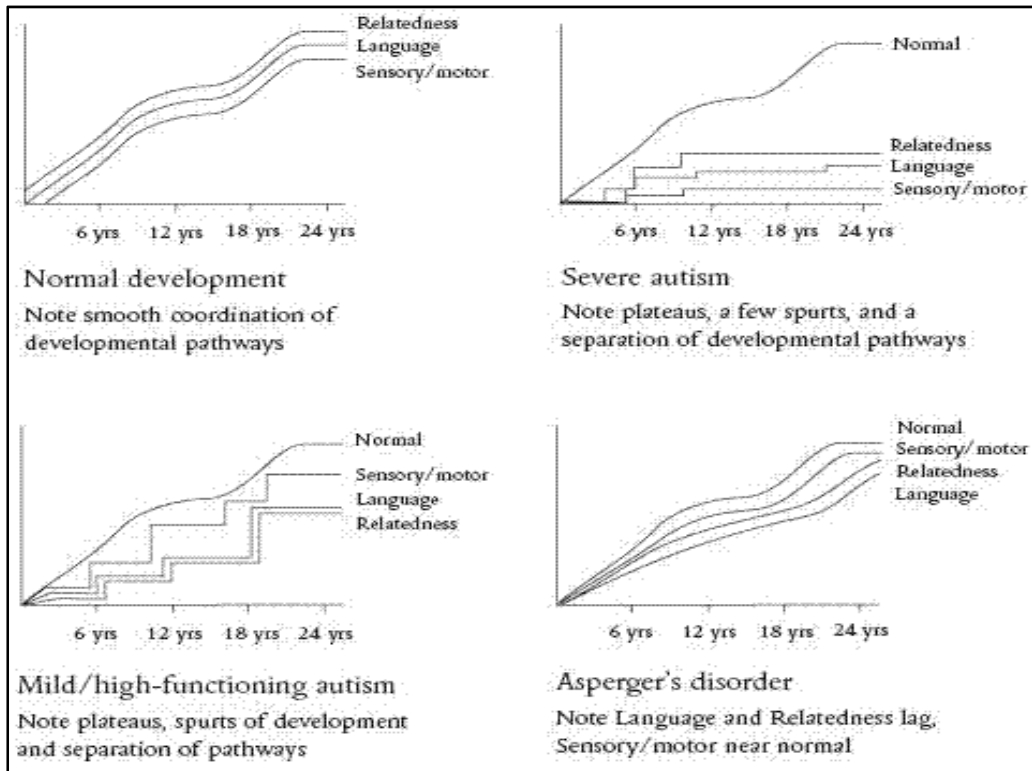 Relatedness
Language
Sensory/motor
6 yrs 12 yrs 18 yrs 24 yrs
Normal development
Note smooth coordination of
developmental pathways
Normal
Relatedness
Language
Sensory/motor
6yrs 12 yrs 18 yrs 24 yrs
Severe autism
Note plateaus, a few spurts, and a
separation of developmental pathways
Normal
Sensory/motor
Language
Relatedness
6 yrs 12 yrs 18 yrs 24 yrs
Mild/high-functioning autism
Note plateaus, spurts of development
and separation of pathways
Normal
Sensory/motor
Relatedness
Language
6 yrs 12 yrs 18 yrs 24 yrs
Asperger's disorder
Note Language and Relatedness lag,
Sensory/motor near normal